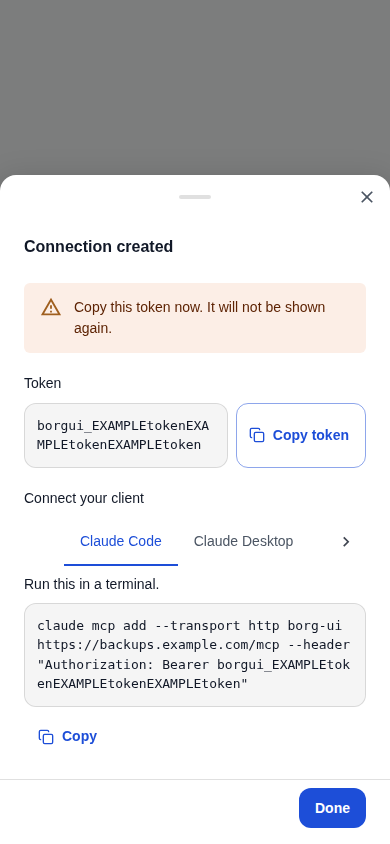 Connection created
Copy this token now. It will not be shown
again.
Token
borgui_EXAMPLEtokenEXA
MPLEtokenEXAMPLEtoken
Copy token
Connect your client
Claude Code
Claude Desktop
Run this in a terminal.
claude mcp add --transport http borg-ui
https://backups.example.com/mcp --header
"Authorization: Bearer borgui_EXAMPLEtok
enEXAMPLEtokenEXAMPLEtoken"
Copy
Done